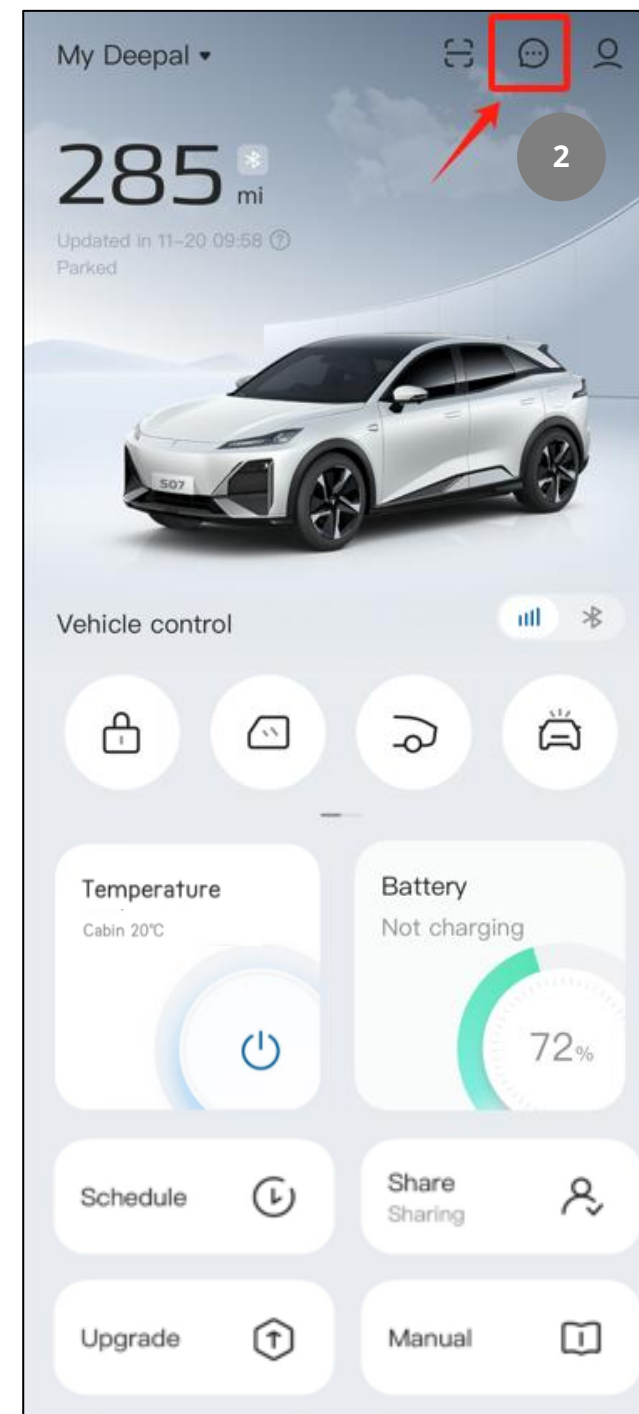 My Deepal
2
285 mi
Updated in 11-20 09:58
Parked
S07
Vehicle control
Temperature
Cabin 20℃
Battery
Not charging
72%
Schedule
Share
Sharing
Upgrade
Manual